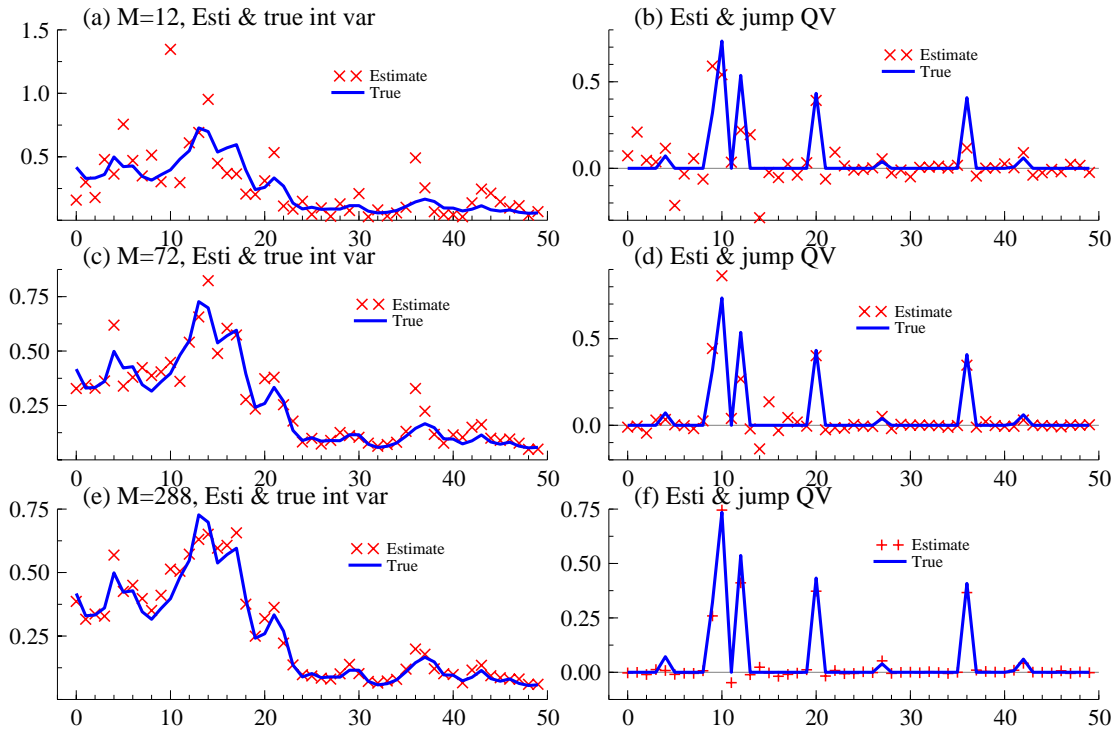 (a) M=12, Esti & true int var
1.5
1.0
0.5
Estimate
True
0 10 20 30 40 50
(b) Esti & jump QV
0.5
0.0
Estimate
True
0 10 20 30 40 50
(c) M=72, Esti & true int var
0.75
0.50
0.25
Estimate
True
0 10 20 30 40 50
(d) Esti & jump QV
0.5
0.0
Estimate
True
0 10 20 30 40 50
(e) M=288, Esti & true int var
0.75
0.50
0.25
Estimate
True
0 10 20 30 40 50
(f) Esti & jump QV
0.75
0.50
0.25
0.00
Estimate
True
0 10 20 30 40 50